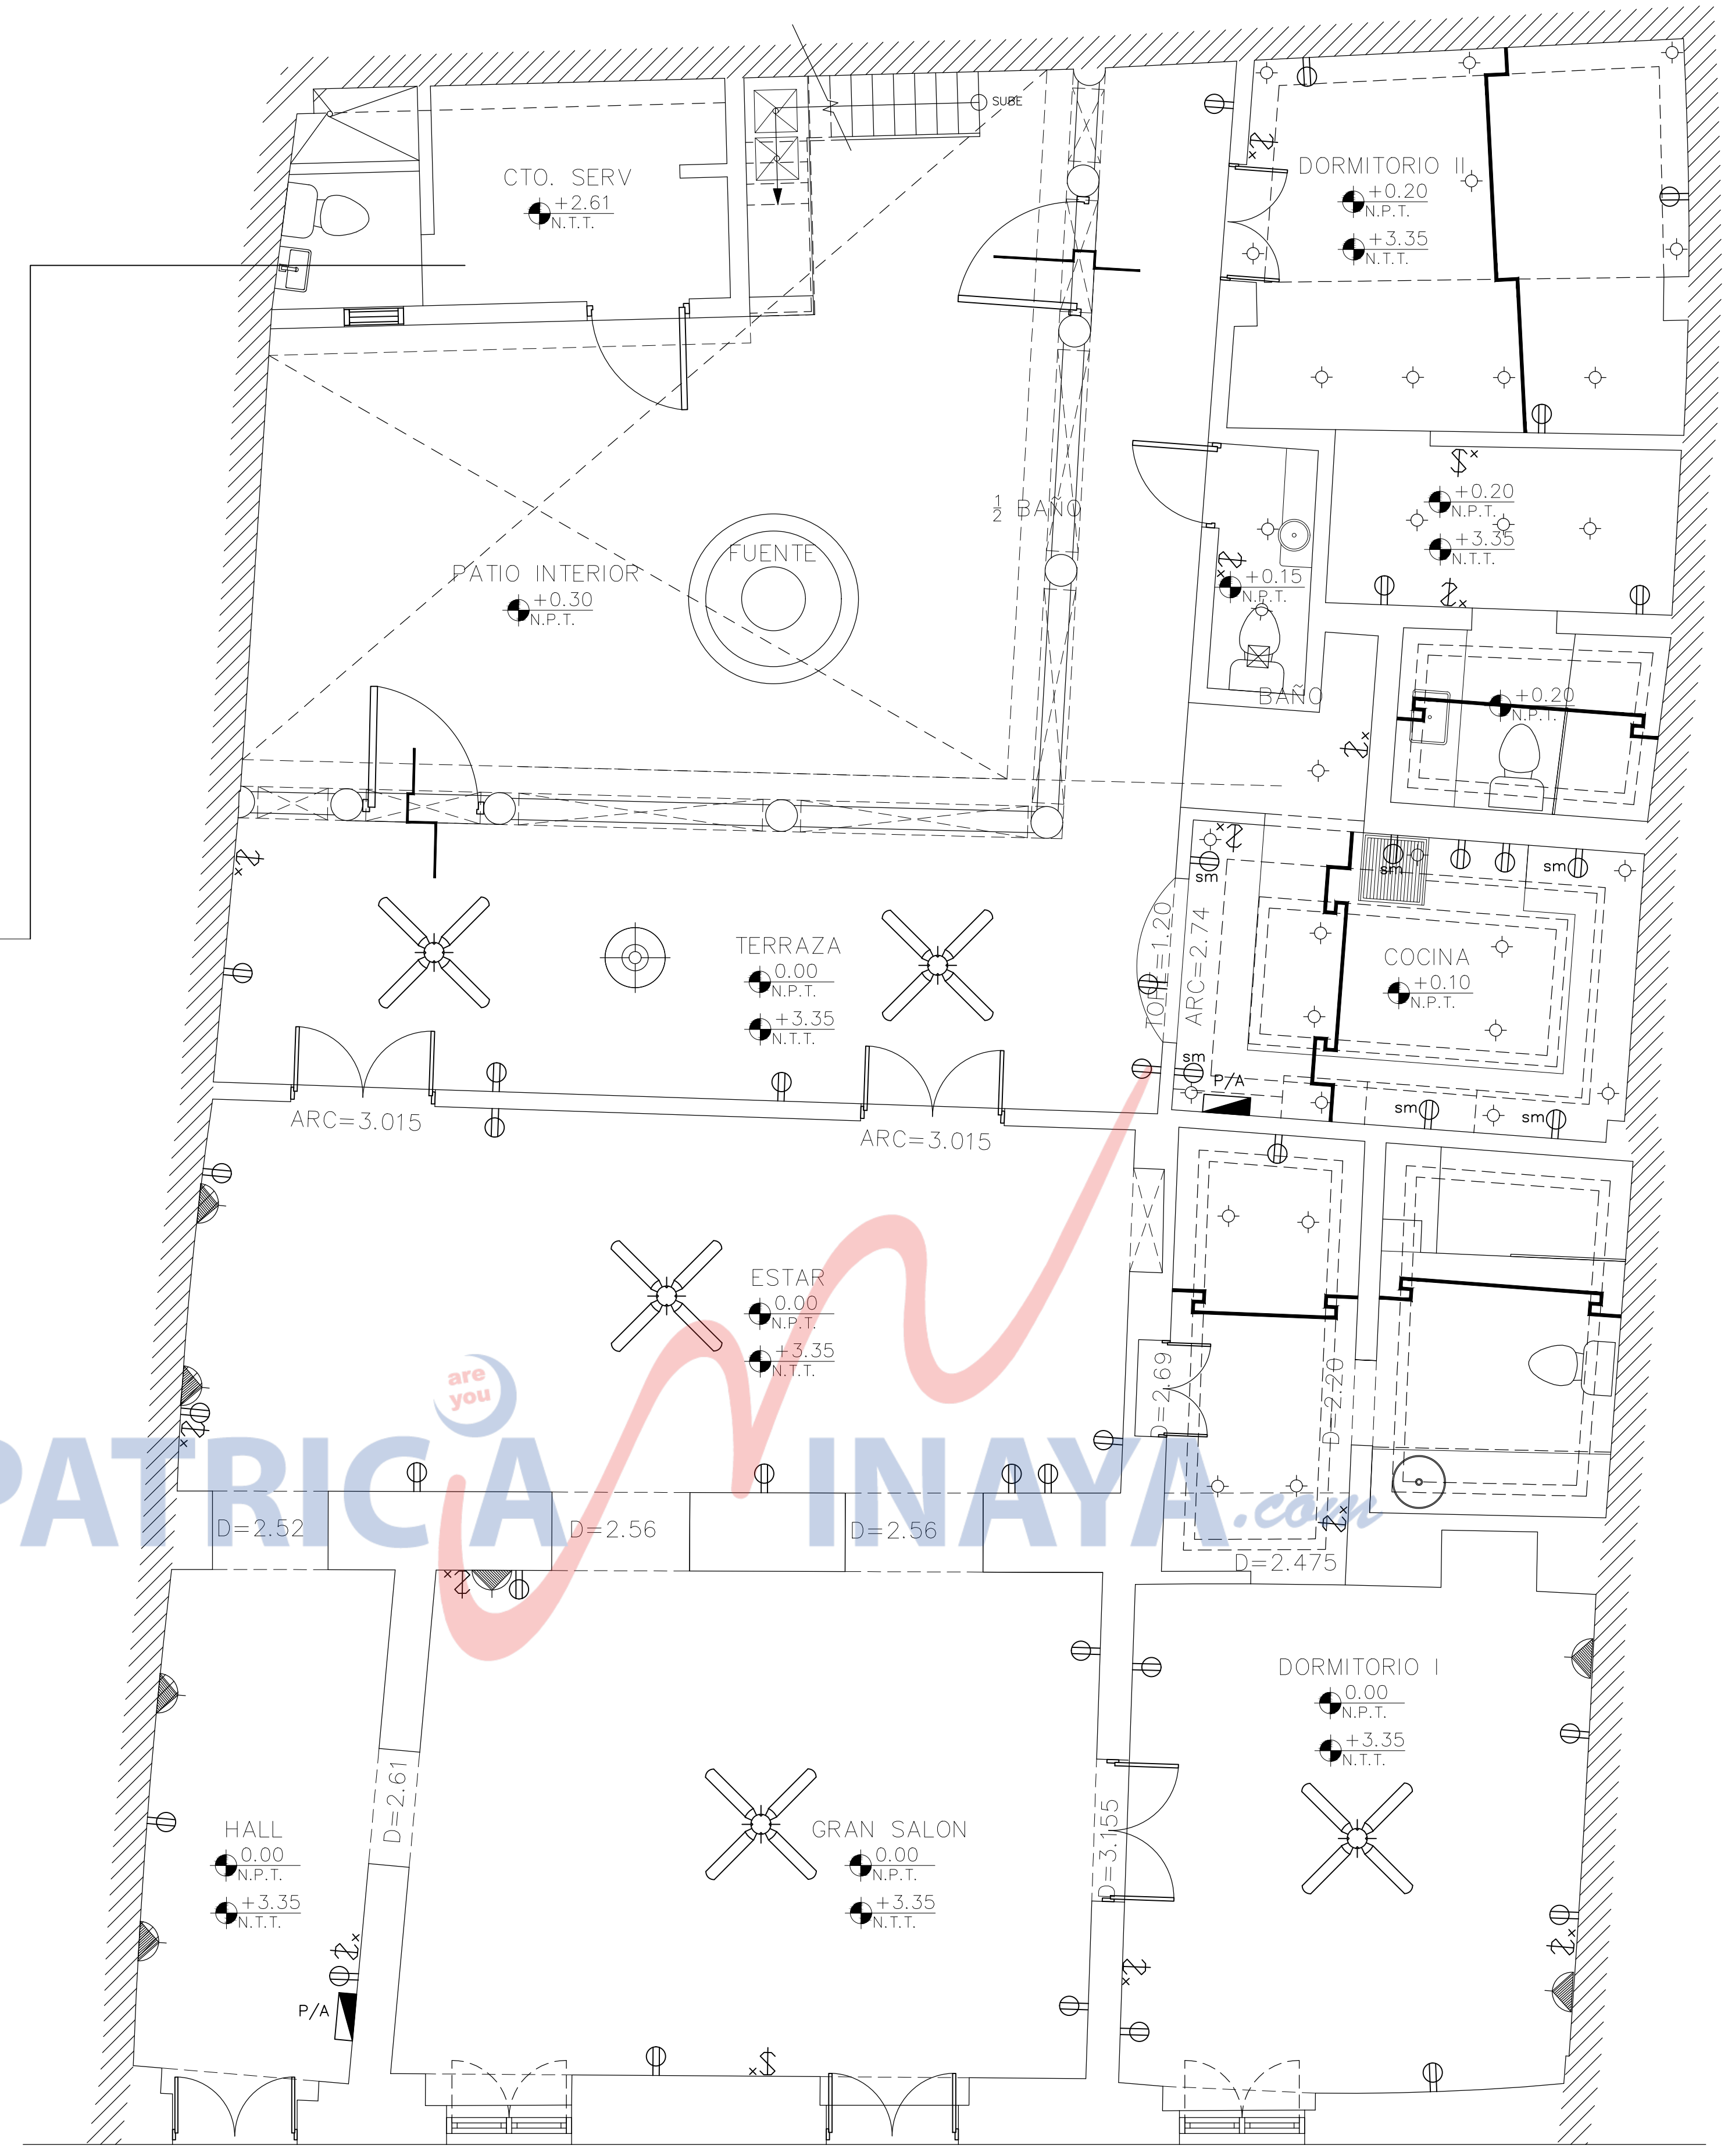 SUBE
CTO. SERV
+2.61
N.T.T.
DORMITORIO II
+0.20
N.P.T.
+3.35
N.T.T.
½ BAÑO
+0.20
N.P.T.
+3.35
N.T.T.
FUENTE
PATIO INTERIOR
+0.30
N.P.T.
+0.15
N.P.T.
BAÑO
+0.20
N.P.T.
sm
sm
sm
TERRAZA
0.00
N.P.T.
+3.35
N.T.T.
TOPE=1.20
ARC=2.74
COCINA
+0.10
N.P.T.
sm
P/A
sm
sm
ARC=3.015
ARC=3.015
ESTAR
0.00
N.P.T.
+3.35
N.T.T.
D=2.69
D=2.20
are
you
PATRICiA INAYA.com
D=2.52
D=2.56
D=2.56
D=2.475
DORMITORIO I
0.00
N.P.T.
+3.35
N.T.T.
D=2.61
HALL
0.00
N.P.T.
+3.35
N.T.T.
GRAN SALON
0.00
N.P.T.
+3.35
N.T.T.
D=3.155
P/A